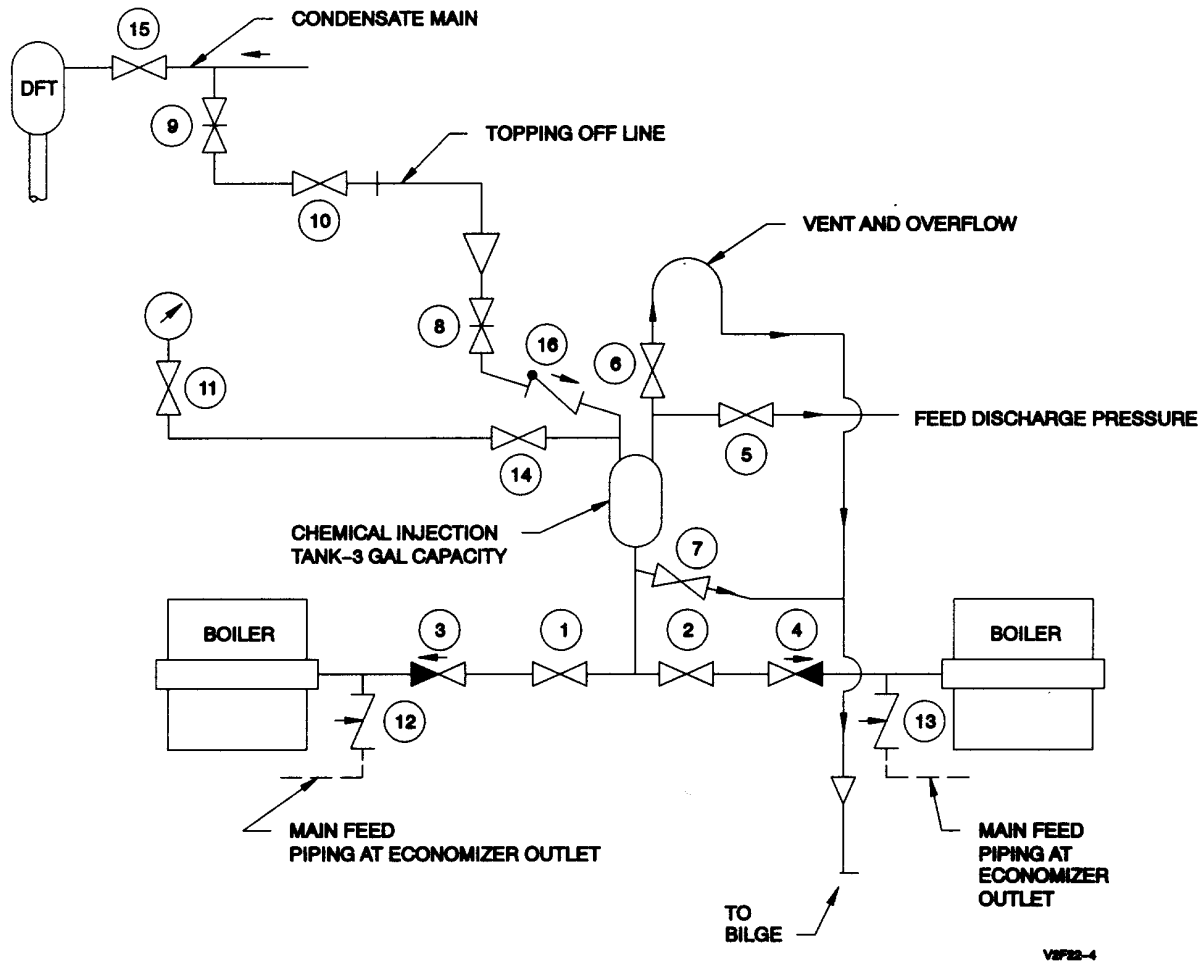 CONDENSATE MAIN
15
DFT
9
TOPPING OFF LINE
10
VENT AND OVERFLOW
8
16
6
11
FEED DISCHARGE PRESSURE
5
14
CHEMICAL INJECTION
TANK-3 GAL CAPACITY
7
BOILER
3
1
2
4
BOILER
12
13
MAIN FEED
PIPING AT ECONOMIZER OUTLET
MAIN FEED
PIPING AT
ECONOMIZER
OUTLET
TO
BILGE
V2F22-4